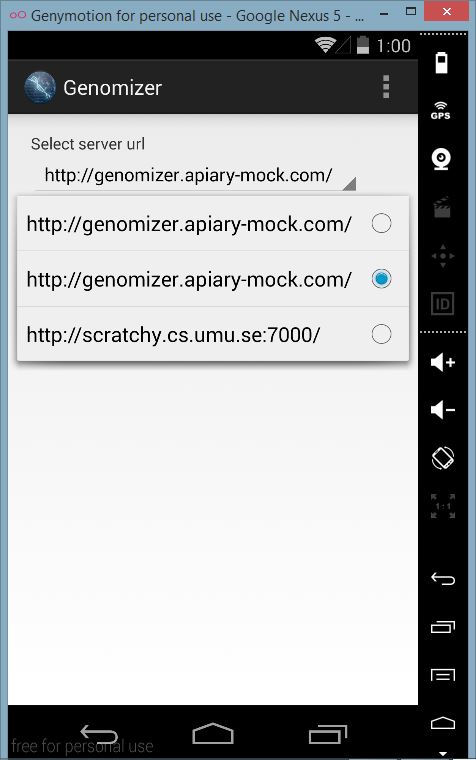 Genymotion for personal use - Google Nexus 5 - ...
1:00
Genomizer
GPS
Select server url
http://genomizer.apiary-mock.com/
http://genomizer.apiary-mock.com/
http://genomizer.apiary-mock.com/
ID
http://scratchy.cs.umu.se:7000/
1:1
free for personal use